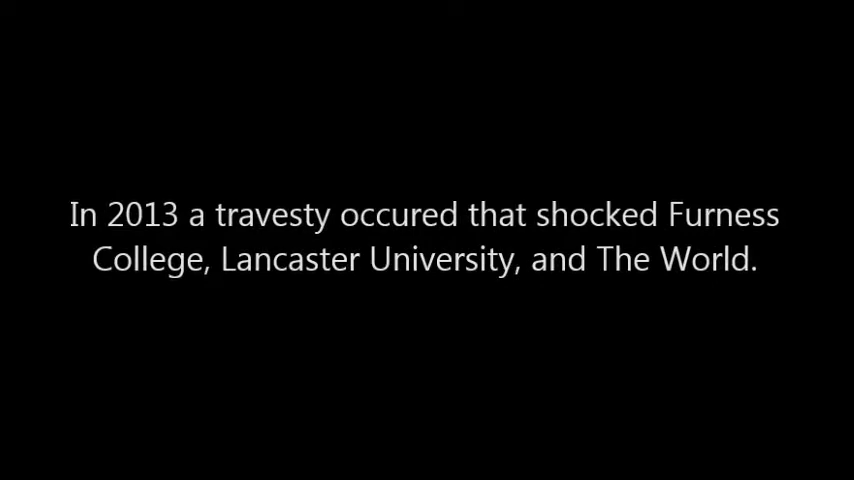 In 2013 a travesty occured that shocked Furness
College, Lancaster University, and The World.